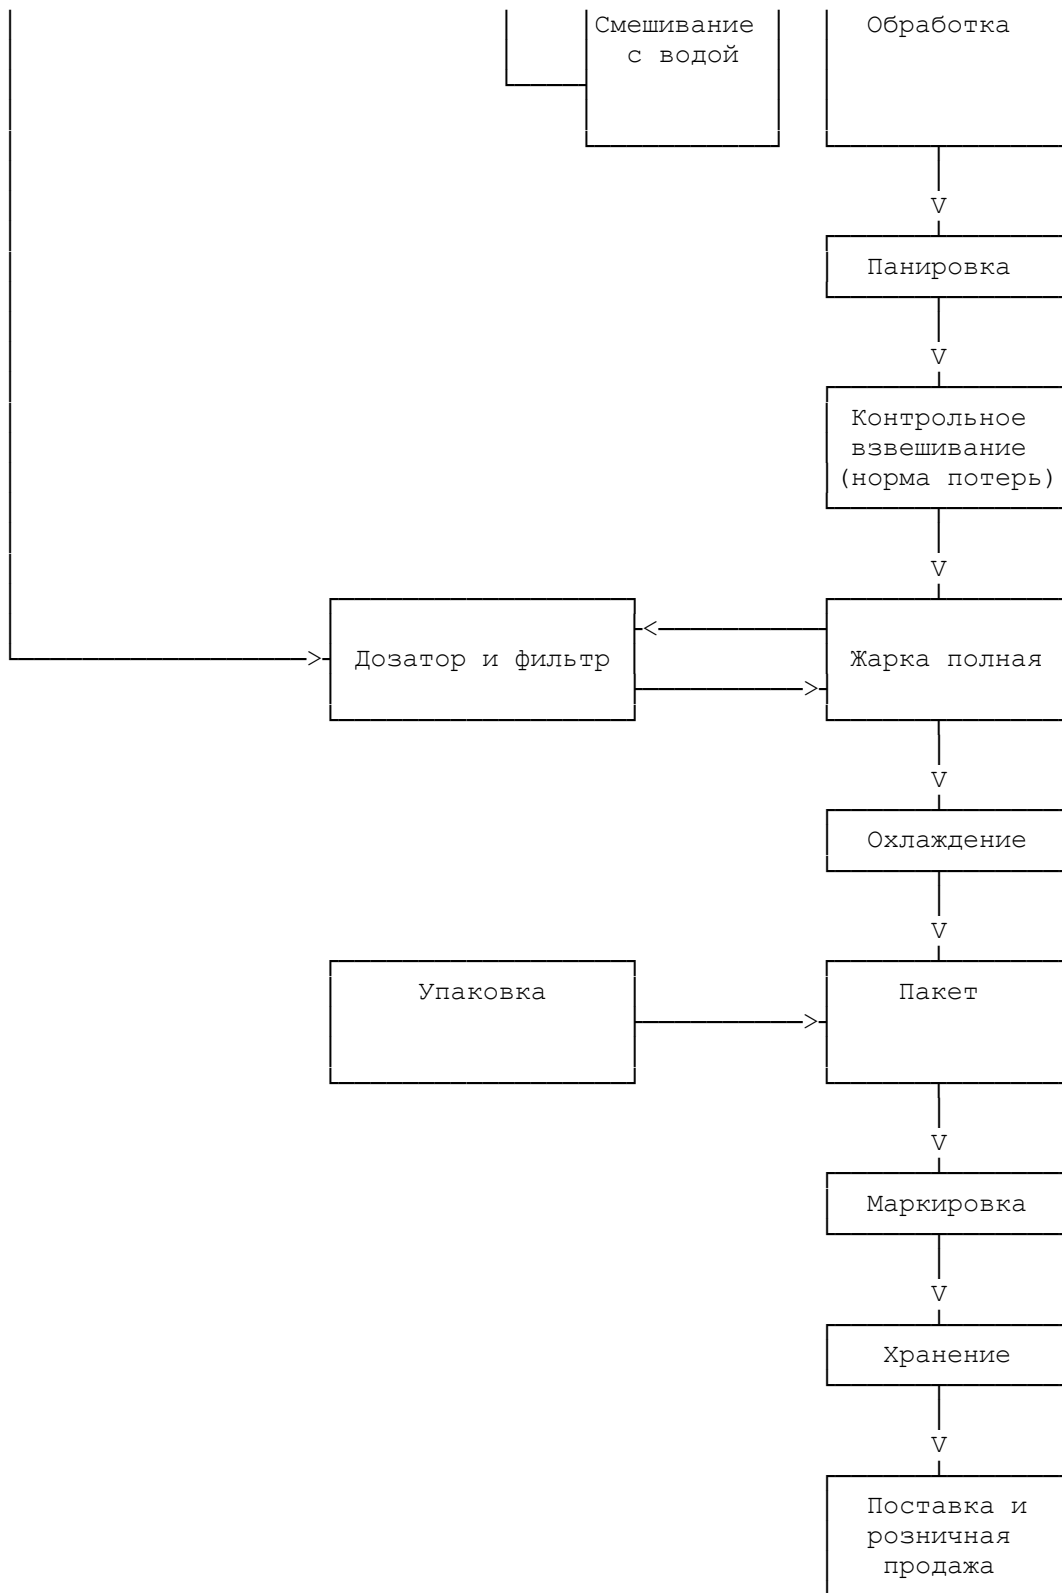 Смешивание
с водой
Обработка
Панировка
Контрольное
взвешивание
(норма потерь)
Дозатор и фильтр
Жарка полная
Охлаждение
Упаковка
Пакет
Маркировка
Хранение
Поставка и
розничная
продажа